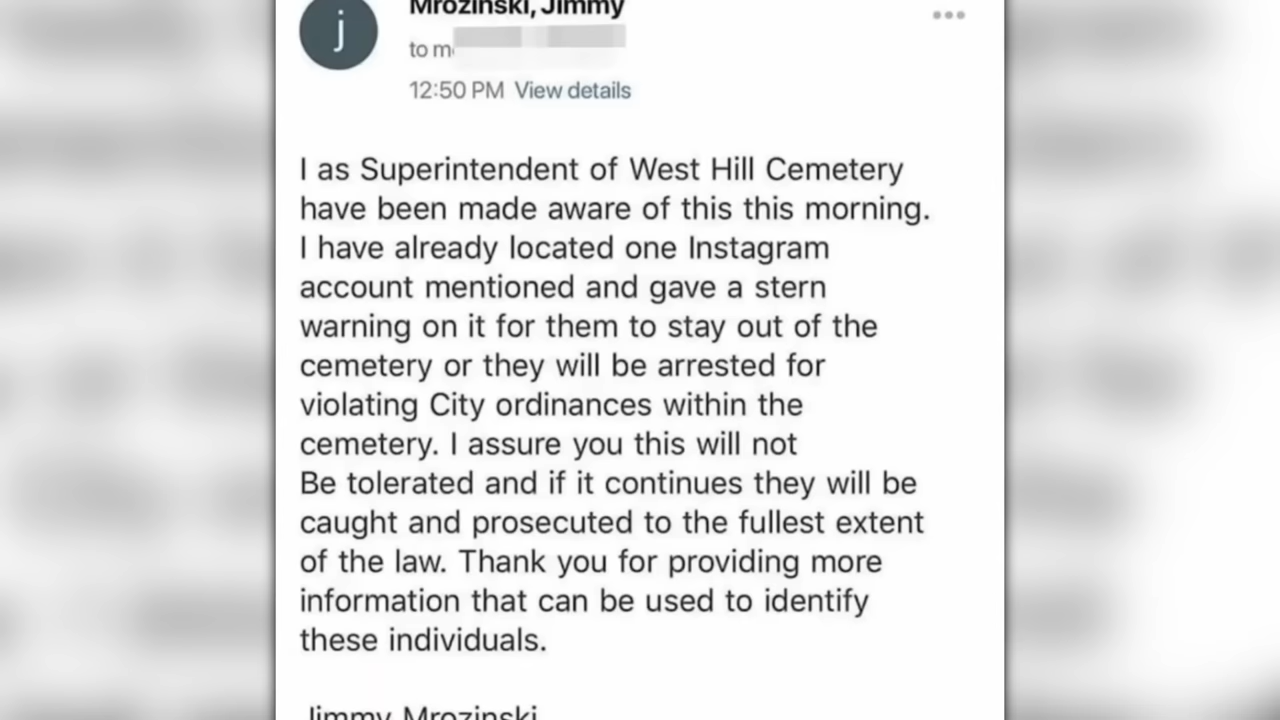 j
Mrozinski, Jimmy
to m
12:50 PM View details
I as Superintendent of West Hill Cemetery
have been made aware of this this morning.
I have already located one Instagram
account mentioned and gave a stern
warning on it for them to stay out of the
cemetery or they will be arrested for
violating City ordinances within the
cemetery. I assure you this will not
Be tolerated and if it continues they will be
caught and prosecuted to the fullest extent
of the law. Thank you for providing more
information that can be used to identify
these individuals.
Jimmy Mrozinski